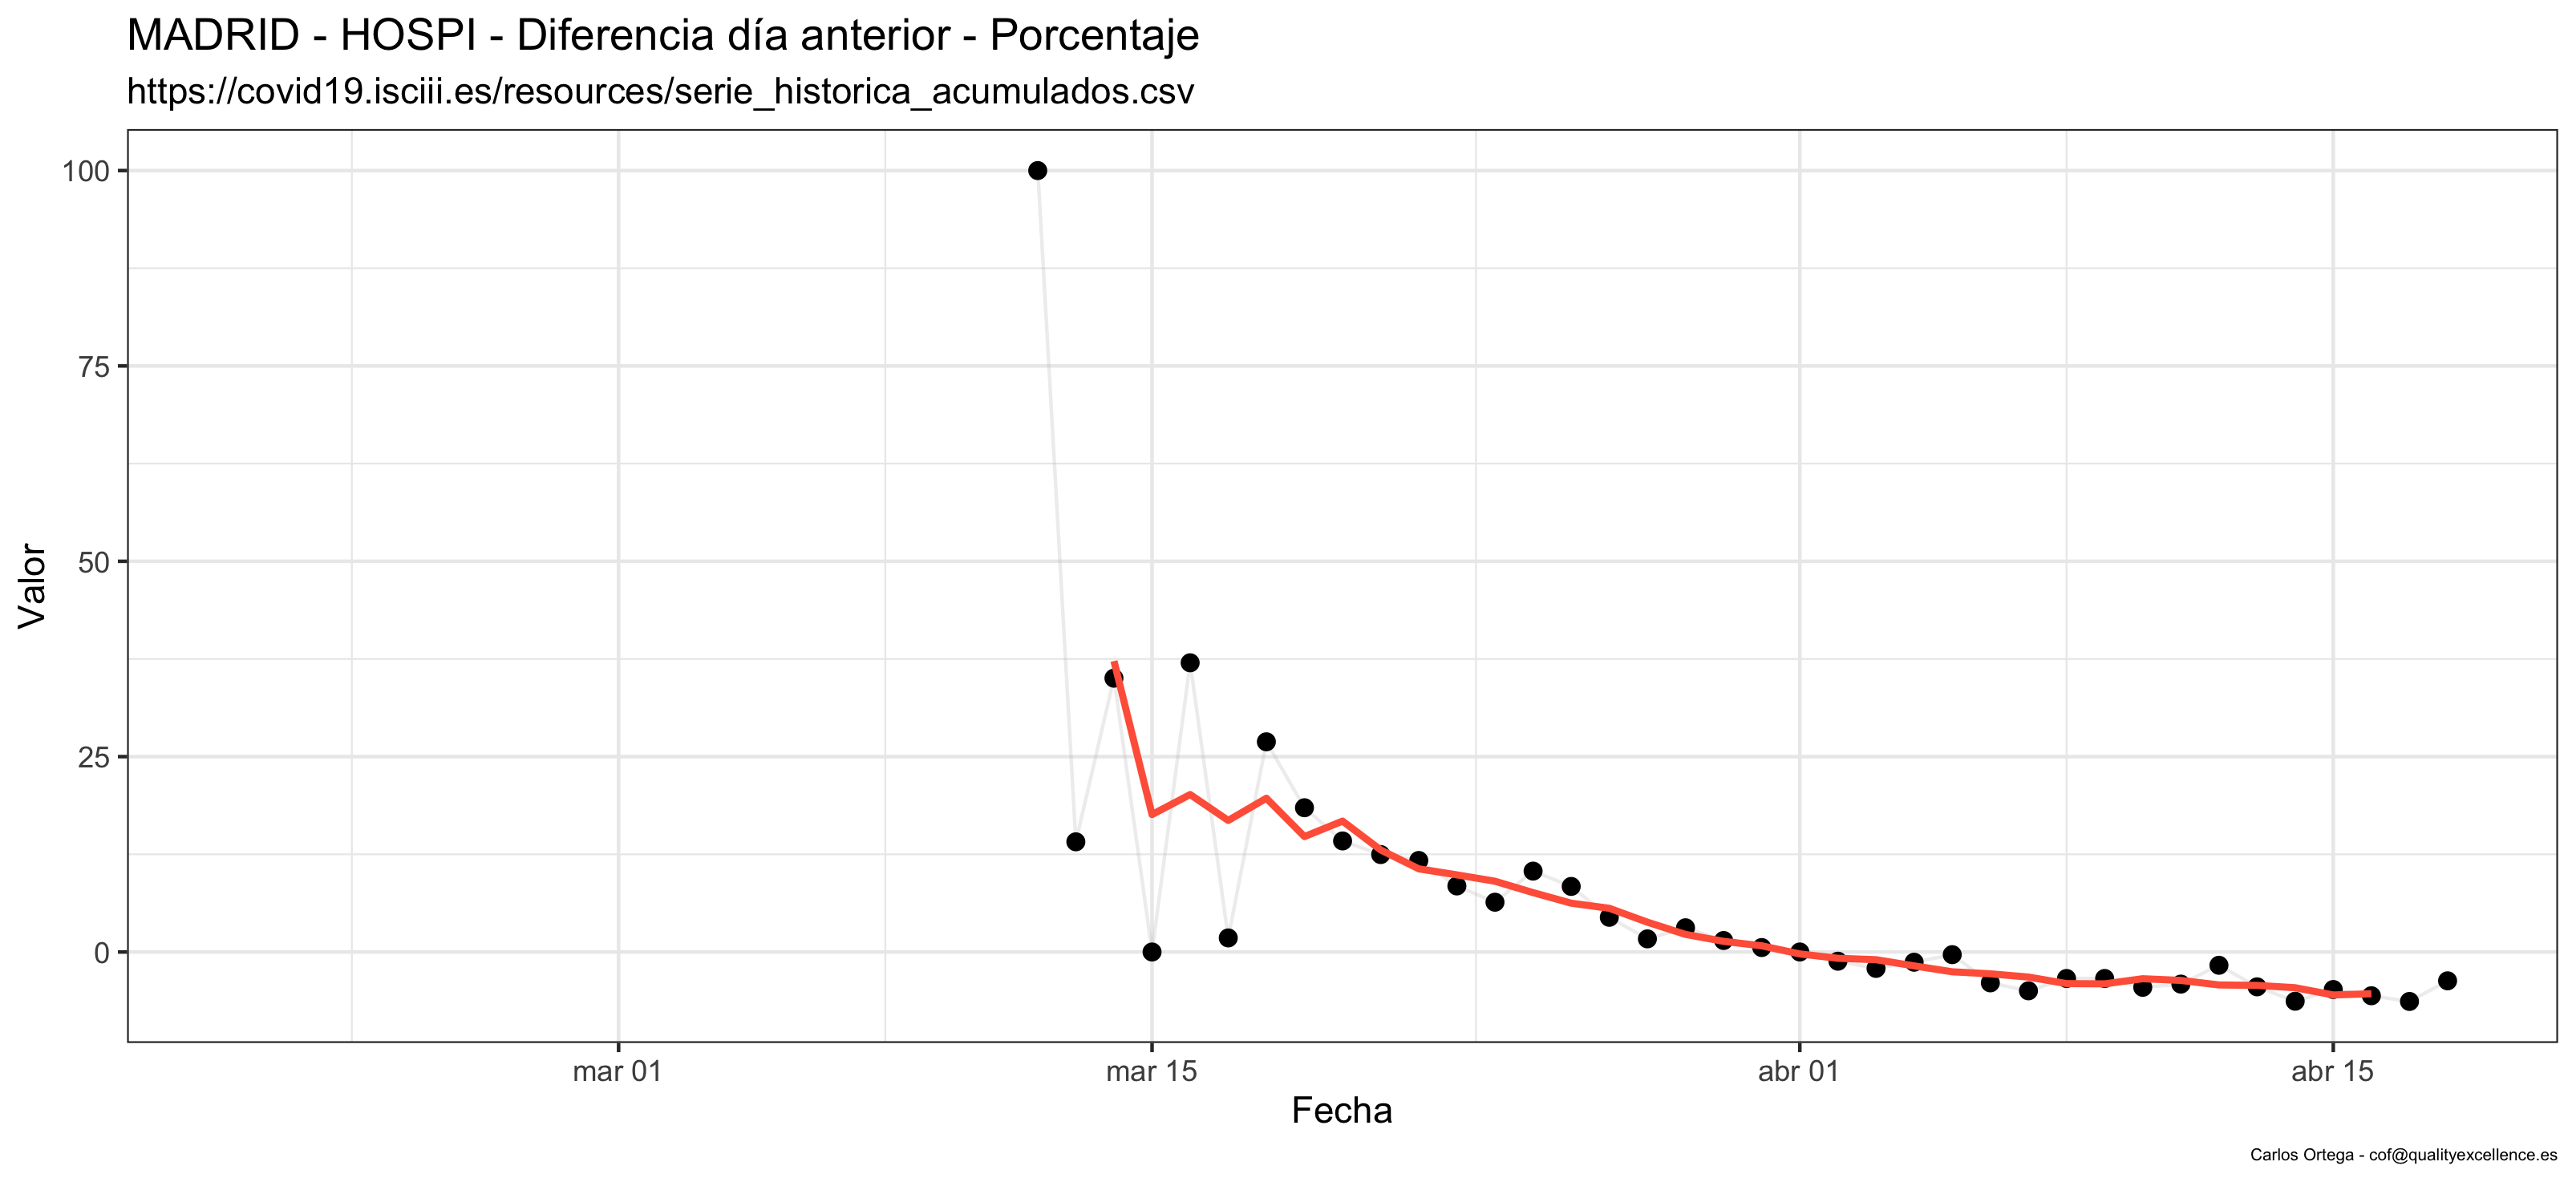 MADRID - HOSPI - Diferencia día anterior - Porcentaje
https://covid19.isciii.es/resources/serie_historica_acumulados.csv
100
75
50
25
0
Valor
mar 01
mar 15
abr 01
abr 15
Fecha
Carlos Ortega - cof@qualityexcellence.es